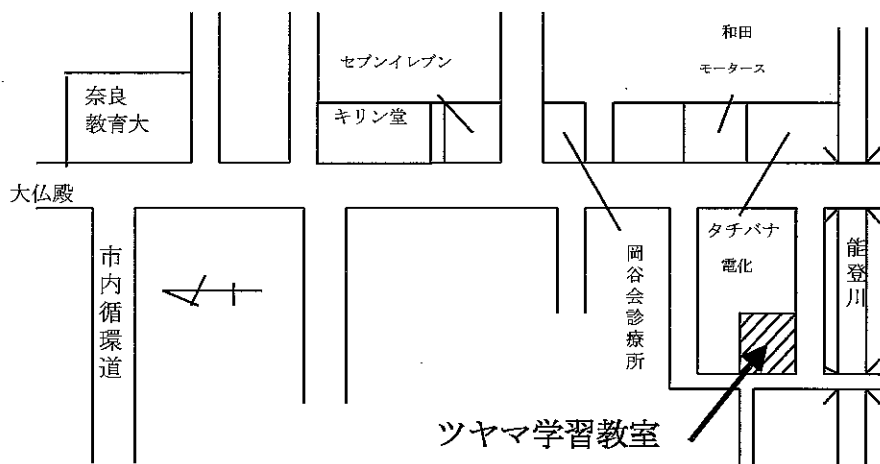 和田
モータース
セブンイレブン
奈良
教育大
キリン堂
大仏殿
タチバナ
電化
市内循環道
岡谷会診療所
能登川
ツヤマ学習教室